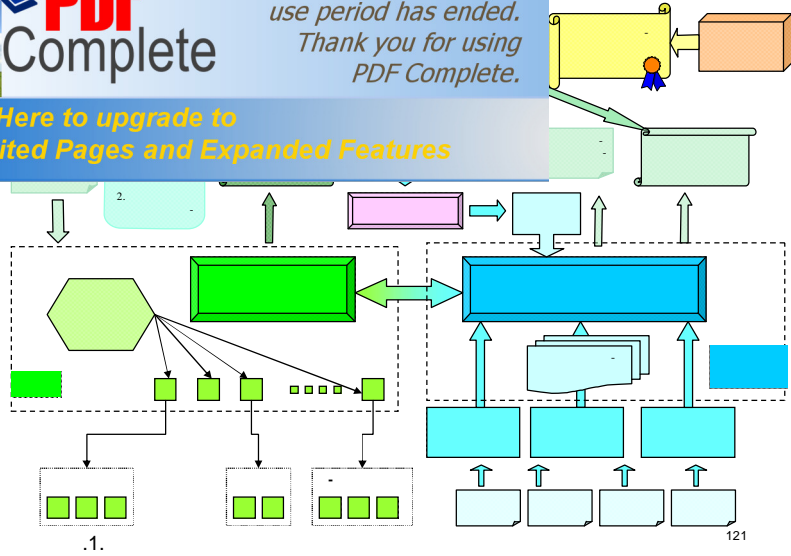 PDF
Complete
use period has ended.
Thank you for using
PDF Complete.
Here to upgrade to
ited Pages and Expanded Features
-
-
-
2.
-
-
-
.1.
121